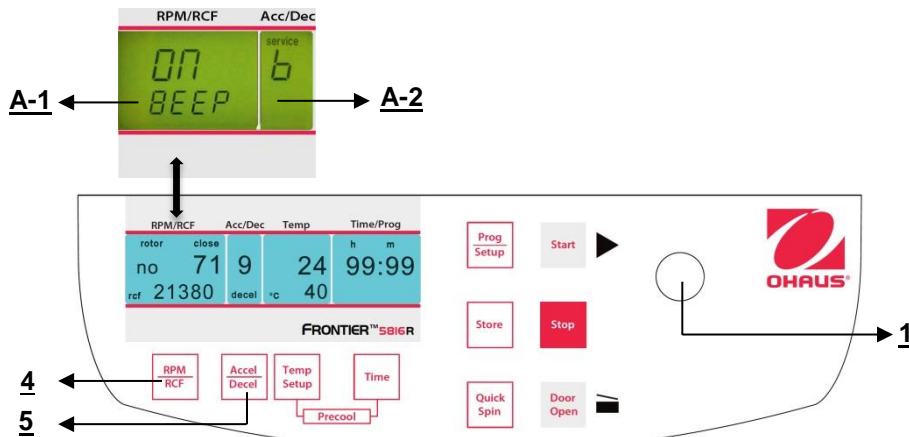 RPM/RCF Acc/Dec
service
ON b
BEEP
A-1 A-2
RPM/RCF Acc/Dec Temp Time/Prog
rotor close h m
no 71 9 24 99:99
rcf 21380 decel °c 40
FRONTIER™ 5816R
RPM
RCF
Accel
Decel
Temp
Setup
Time
Precool
4
5
Prog
Setup
Start
Store
Stop
Quick
Spin
Door
Open
OHAUS®
1